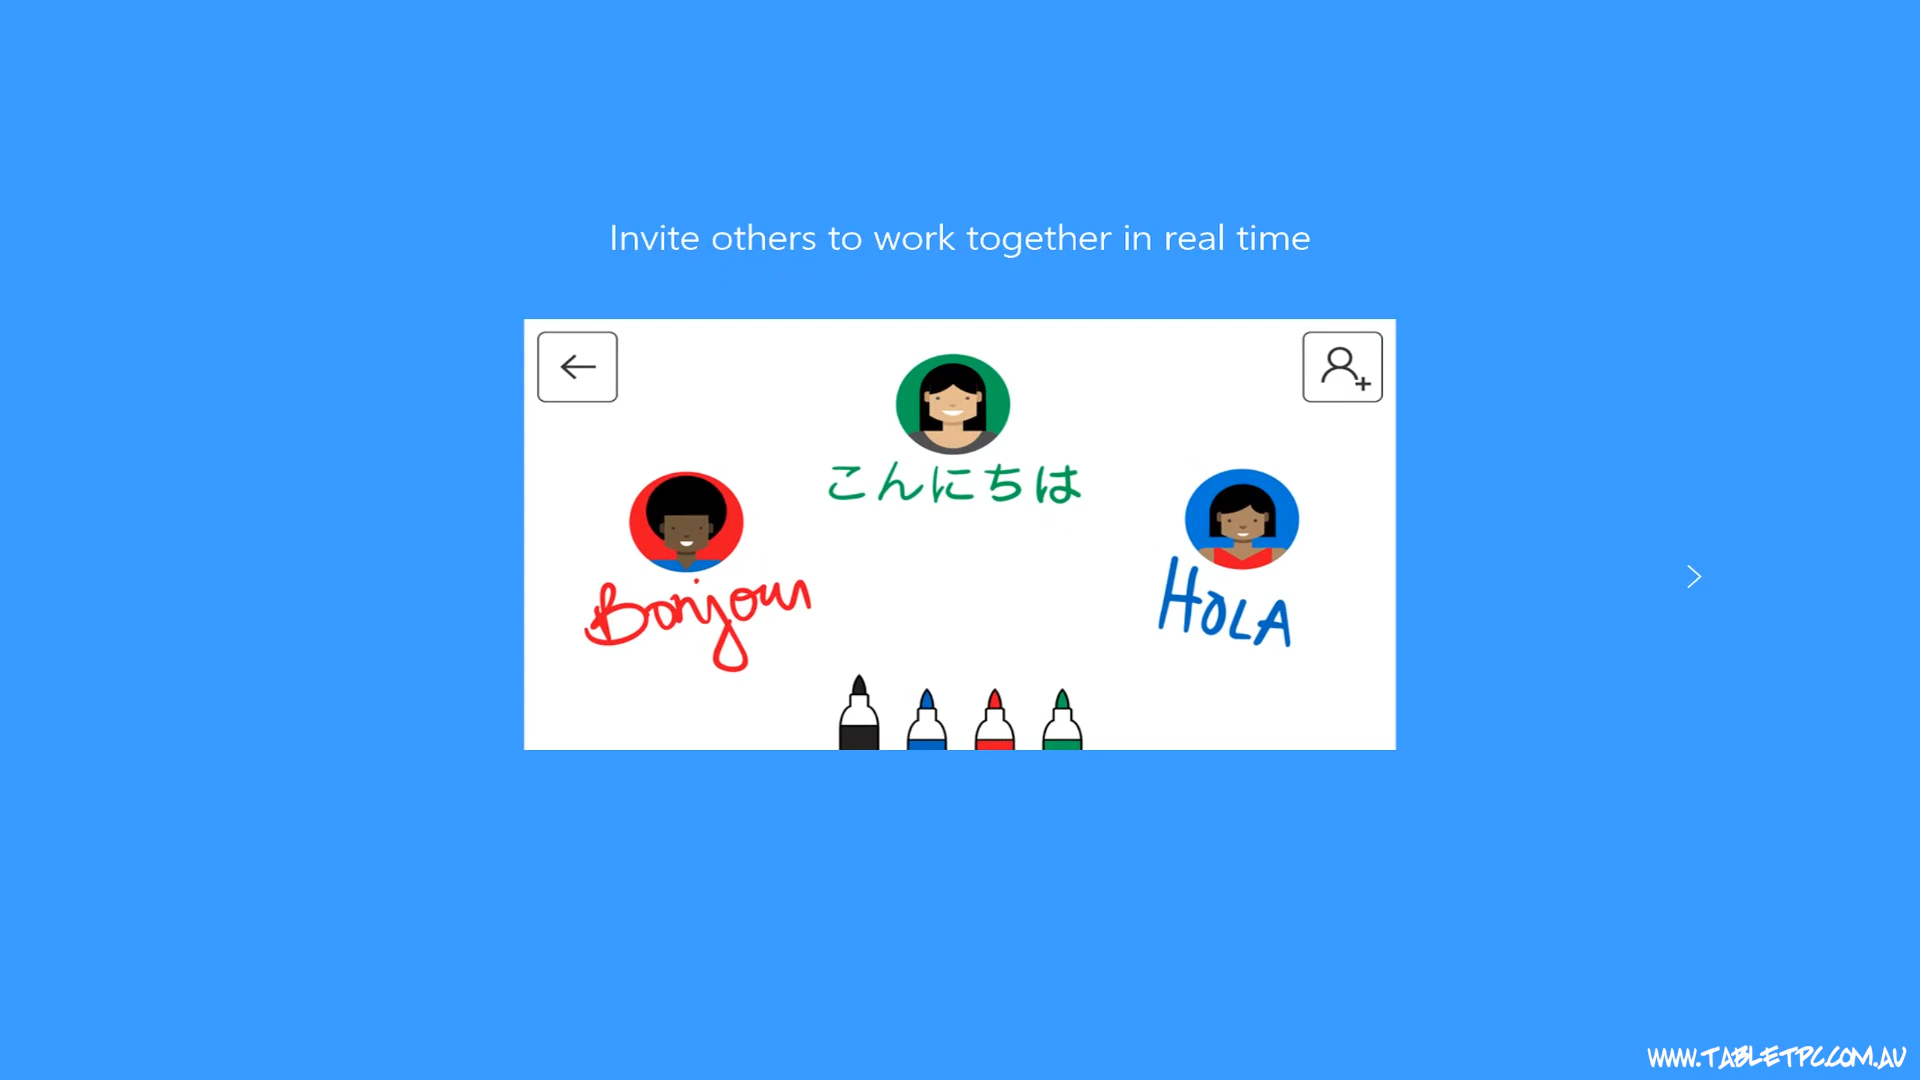 Invite others to work together in real time
こんにちは
Bonjour
HOLA
WWW.TABLETPC.COM.AU